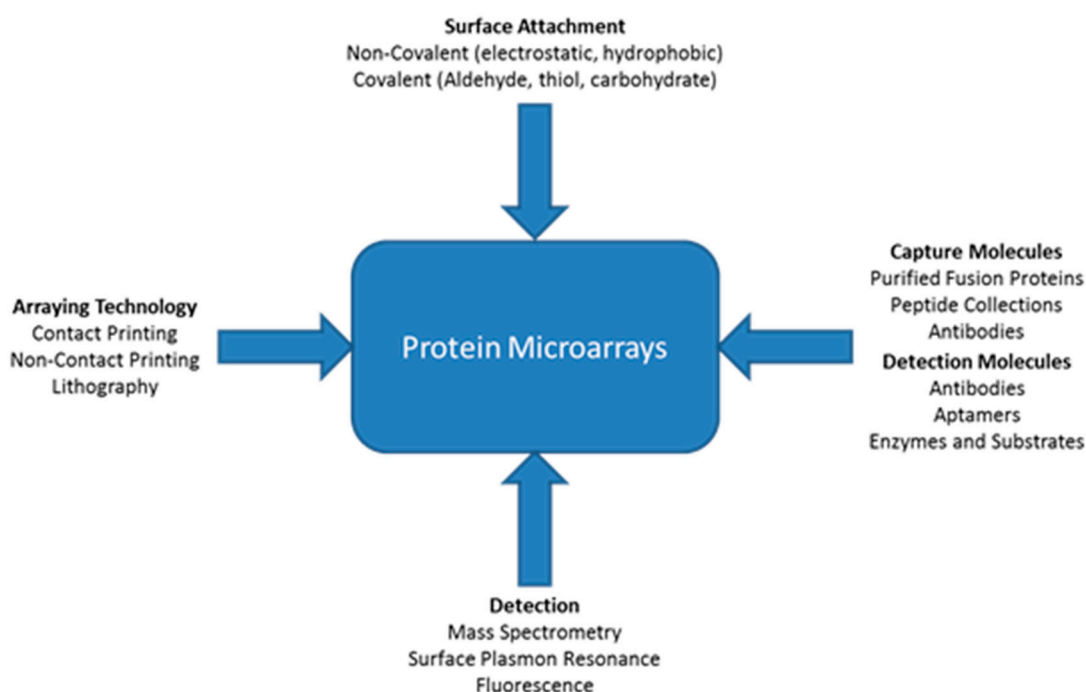 Surface Attachment
Non-Covalent (electrostatic, hydrophobic)
Covalent (Aldehyde, thiol, carbohydrate)
Arraying Technology
Contact Printing
Non-Contact Printing
Lithography
Protein Microarrays
Capture Molecules
Purified Fusion Proteins
Peptide Collections
Antibodies
Detection Molecules
Antibodies
Aptamers
Enzymes and Substrates
Detection
Mass Spectrometry
Surface Plasmon Resonance
Fluorescence